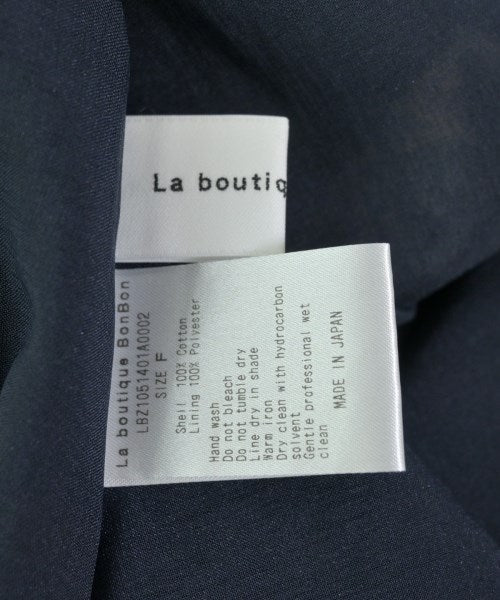 La boutiq
La boutique BonBon
LBZ1051401A0002
SIZE F
Shell 100% Cotton
Lining 100% Polyester
Hand wash
Do not bleach
Do not tumble dry
Line dry in shade
Warm iron
Dry clean with hydrocarbon
solvent
Gentle professional wet
clean
MADE IN JAPAN